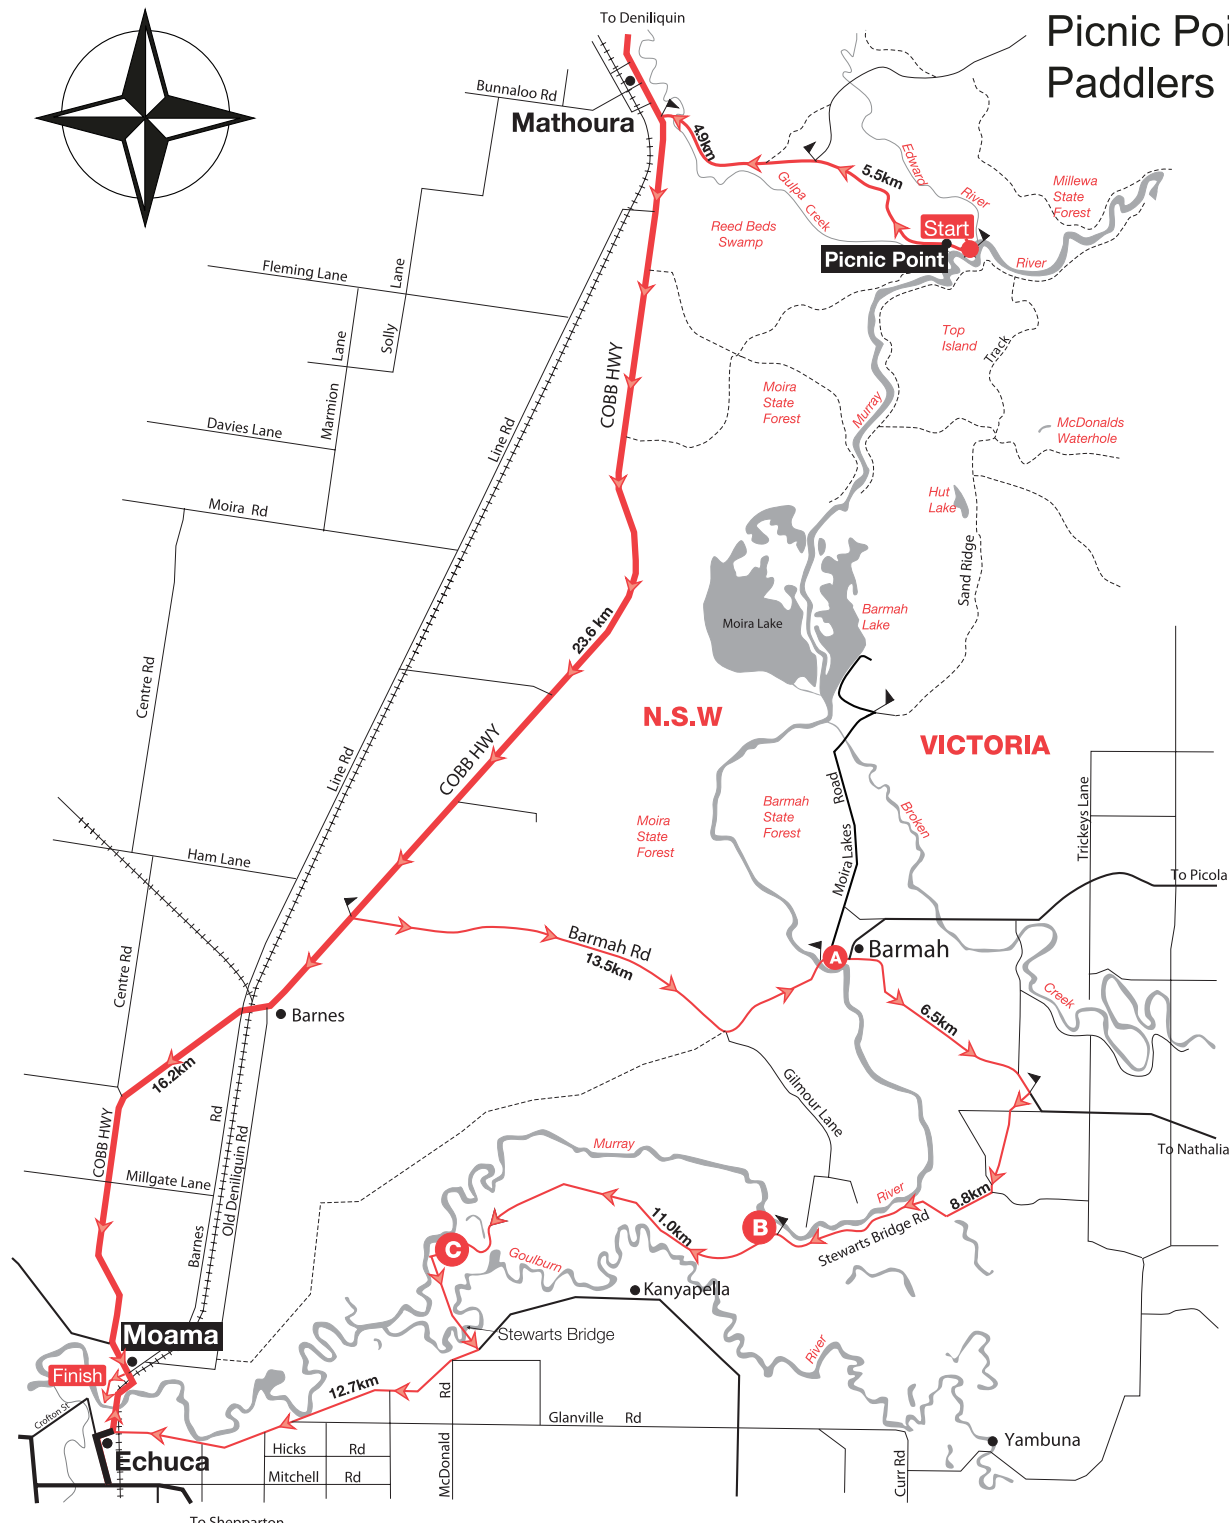 To Deniliquin
Picnic Poi
Paddlers
Bunnaloo Rd
Mathoura
4.9km
5.5km
Edward
River
Millewa
State
Forest
Gulpa Creek
Reed Beds
Swamp
Start
Picnic Point
River
Fleming Lane
Lane
Solly
Lane
Marmion
Top
Island
Track
COBB HWY
Moira
State
Forest
Murray
McDonalds
Waterhole
Davies Lane
Line Rd
Moira Rd
Hut
Lake
Sand Ridge
Moira Lake
Barmah
Lake
23.6 km
Centre Rd
N.S.W
VICTORIA
COBB HWY
Line Rd
Road
Moira Lakes
Barmah
State
Forest
Moira
State
Forest
Broken
Trickeys Lane
Ham Lane
To Picola
Barmah Rd
13.5km
A
Barmah
Centre Rd
Creek
Barnes
6.5km
16.2km
Gilmour Lane
COBB HWY
Rd
Barnes
Old Deniliquin Rd
Millgate Lane
Murray
River
To Nathalia
8.8km
Stewarts Bridge Rd
11.0km
B
C
Goulburn
Kanyapella
River
Stewarts Bridge
Moama
Finish
12.7km
Crofton St
Rd
McDonald
Glanville Rd
Echuca
Hicks Rd
Mitchell Rd
Curr Rd
Yambuna
To Shepparton